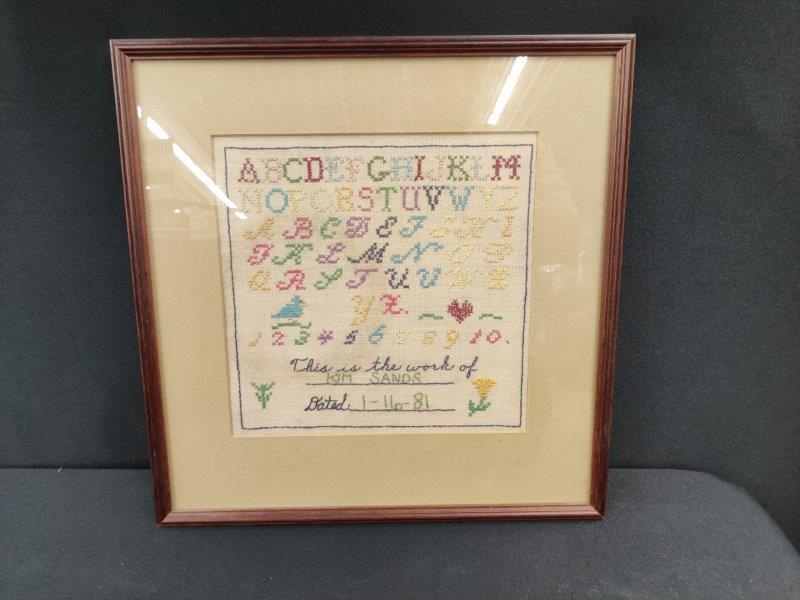 ABCDEFGHIJKLM
NOPQRSTUVWXYZ
ABCDEFGHI
JKLMNOP
QRSTUVWX
YZ.
12345678910.
This is the work of
KIM SANDS
Dated 1-16-81